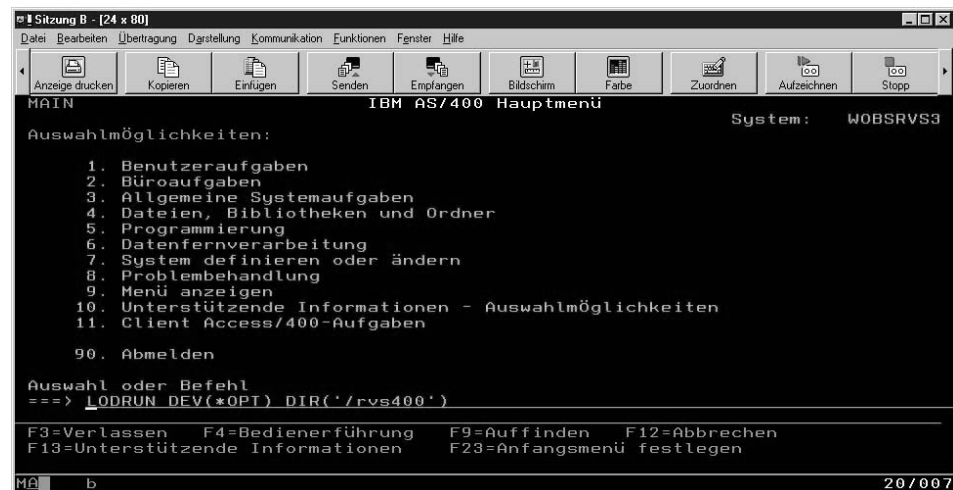 Sitzung B - [24 x 80]
Datei Bearbeiten Übertragung Darstellung Kommunikation Funktionen Fenster Hilfe
Anzeige drucken Kopieren Einfügen Senden Empfangen Bildschirm Farbe Zuordnen Aufzeichnen Stopp
MAIN IBM AS/400 Hauptmenü
System: WOBSRVS3
Auswahlmöglichkeiten:
1. Benutzeraufgaben
2. Büroaufgaben
3. Allgemeine Systemaufgaben
4. Dateien, Bibliotheken und Ordner
5. Programmierung
6. Datenfernverarbeitung
7. System definieren oder ändern
8. Problembehandlung
9. Menü anzeigen
10. Unterstützende Informationen - Auswahlmöglichkeiten
11. Client Access/400-Aufgaben
90. Abmelden
Auswahl oder Befehl
===> LODRUN DEV(*OPT) DIR('/rvs400')
F3=Verlassen F4=Bedienerführung F9=Auffinden F12=Abbrechen
F13=Unterstützende Informationen F23=Anfangsmenü festlegen
MA b 20/007